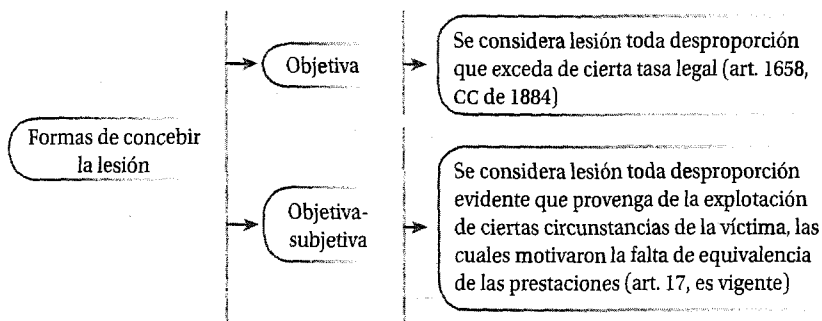 Formas de concebir
la lesión
Objetiva
Se considera lesión toda desproporción
que exceda de cierta tasa legal (art. 1658,
CC de 1884)
Objetiva-
subjetiva
Se considera lesión toda desproporción
evidente que provenga de la explotación
de ciertas circunstancias de la víctima, las
cuales motivaron la falta de equivalencia
de las prestaciones (art. 17, es vigente)